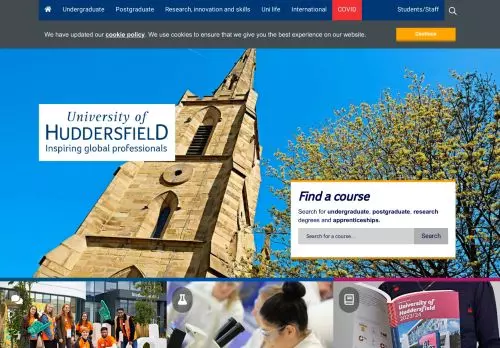 Undergraduate Postgraduate Research, innovation and skills Uni life International COVID Students/Staff
We have updated our cookie policy. We use cookies to ensure that we give you the best experience on our website.
Continue
University of
HUDDERSFIELD
Inspiring global professionals
Find a course
Search for undergraduate, postgraduate, research
degrees and apprenticeships.
Search for a course... Search
University of
Huddersfield
2023/24